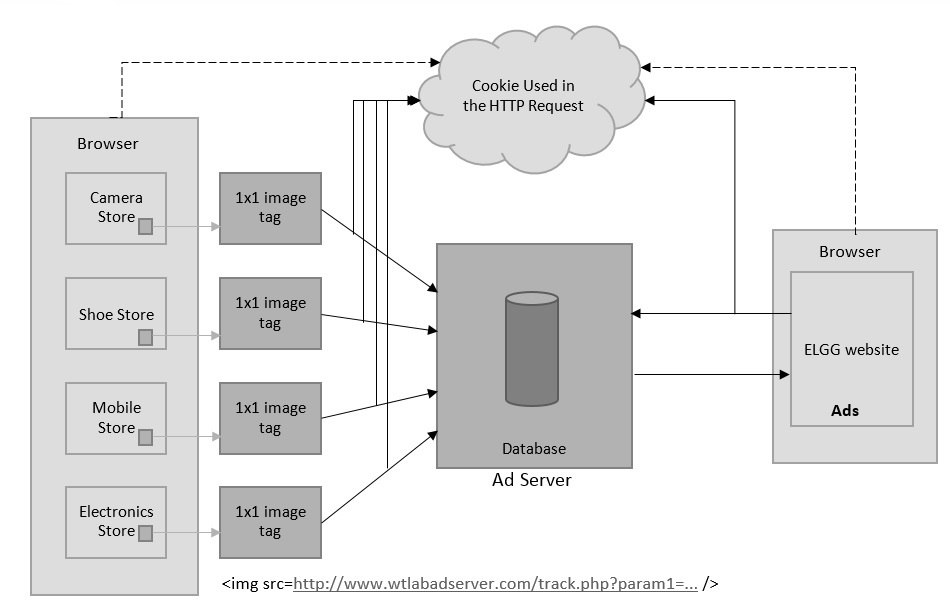 Cookie Used in
the HTTP Request
Browser
Camera
Store
1x1 image
tag
Shoe Store
1x1 image
tag
Mobile
Store
1x1 image
tag
Electronics
Store
1x1 image
tag
Database
Ad Server
Browser
ELGG website
Ads
<img src=http://www.wtlabadserver.com/track.php?param1=... />